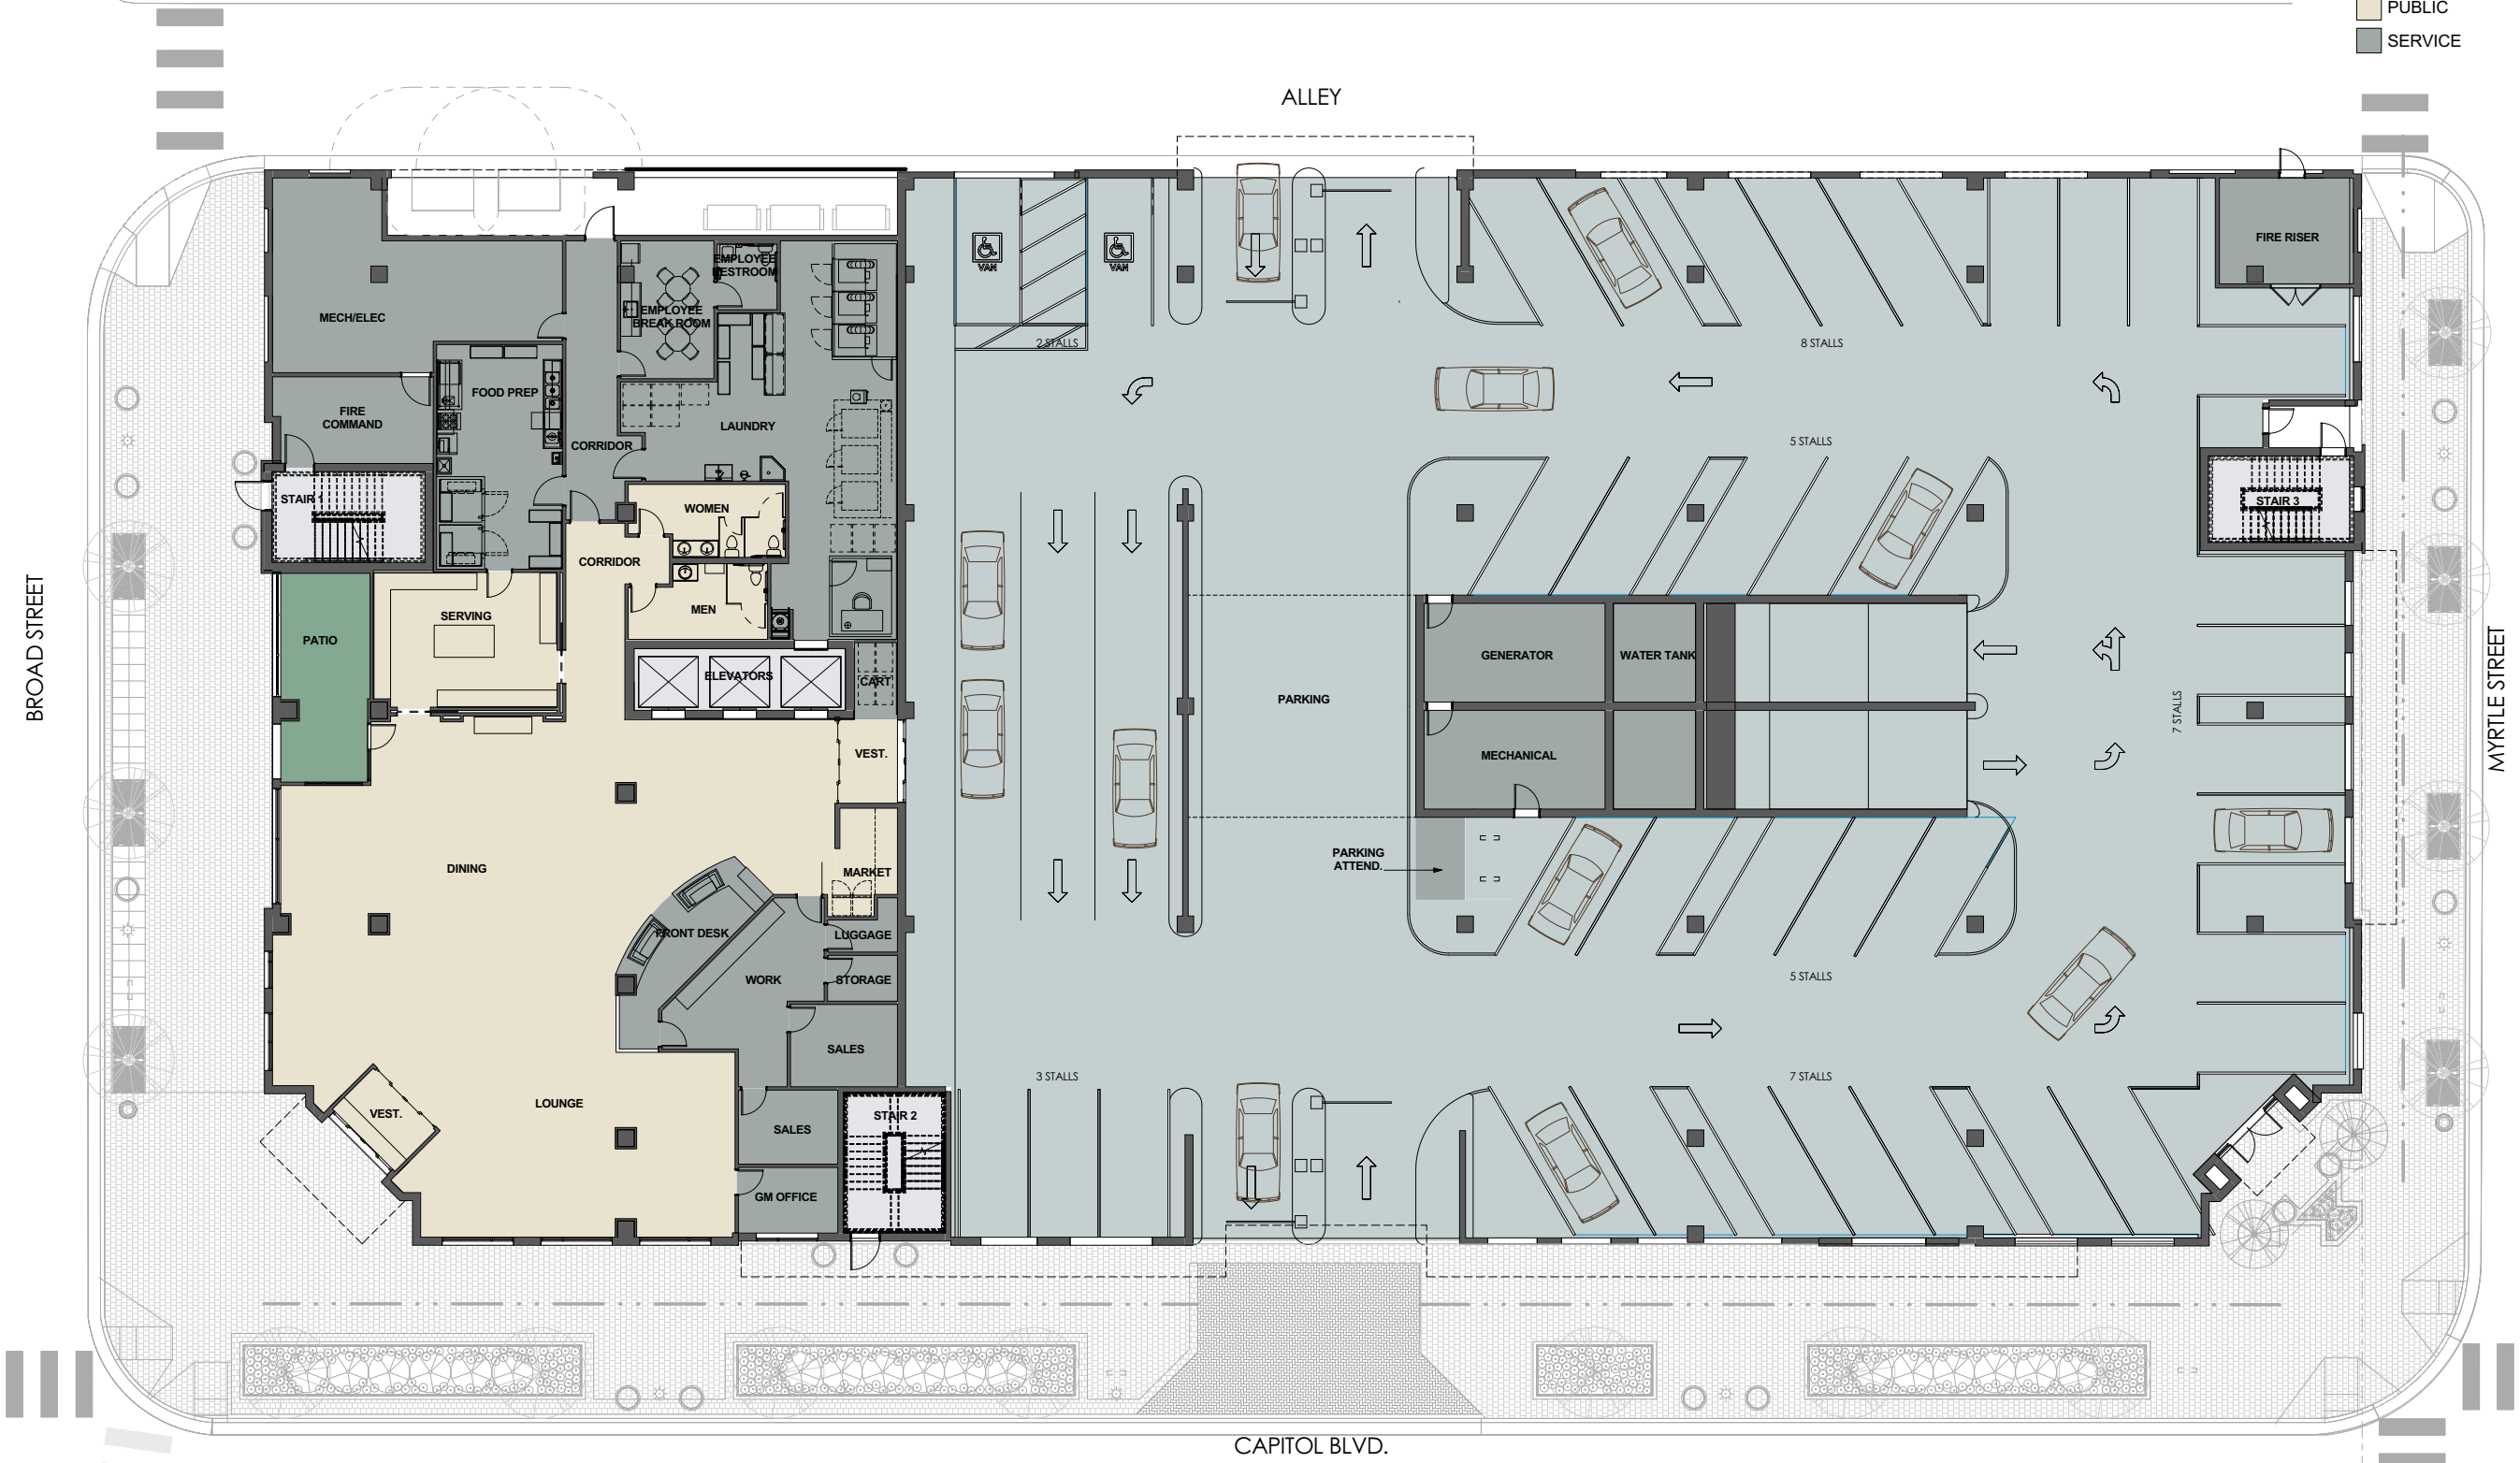 PUBLIC
SERVICE
ALLEY
FIRE RISER
VAN
VAN
EMPLOYEE
RESTROOM
MECH/ELEC
EMPLOYEE
BREAK ROOM
2 STALLS
8 STALLS
FOOD PREP
FIRE
COMMAND
LAUNDRY
CORRIDOR
5 STALLS
STAIR 1
WOMEN
STAIR 3
CORRIDOR
MEN
SERVING
PATIO
BROAD STREET
ELEVATORS
CART
GENERATOR
WATER TANK
PARKING
7 STALLS
MYRTLE STREET
VEST.
MECHANICAL
DINING
MARKET
PARKING
ATTEND.
FRONT DESK
LUGGAGE
WORK
STORAGE
5 STALLS
SALES
3 STALLS
7 STALLS
LOUNGE
VEST.
STAIR 2
SALES
GM OFFICE
CAPITOL BLVD.